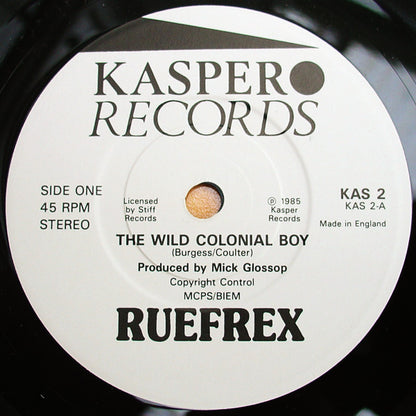 KASPER
RECORDS
SIDE ONE
45 RPM
STEREO
Licensed
by Stiff
Records
℗ 1985
Kasper
Records
KAS 2
KAS 2-A
Made in England
THE WILD COLONIAL BOY
(Burgess/Coulter)
Produced by Mick Glossop
Copyright Control
MCPS/BIEM
RUEFREX